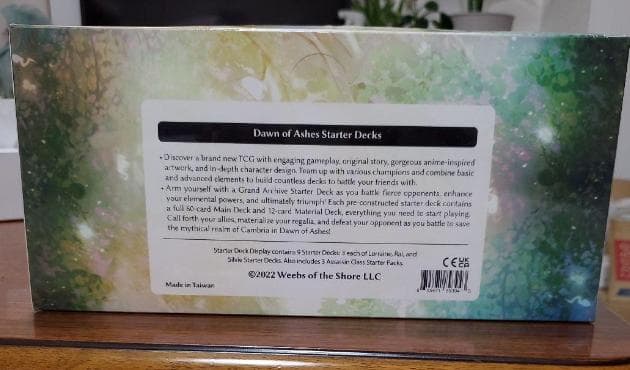 Dawn of Ashes Starter Decks
• Discover a brand new TCG with engaging gameplay, original story, gorgeous anime-inspired
artwork, and in-depth character design. Team up with various champions and combine basic
and advanced elements to build countless decks to battle your friends with.
• Arm yourself with a Grand Archive Starter Deck as you battle fierce opponents, enhance
your elemental powers, and ultimately triumph! Each pre-constructed starter deck contains
a full 60-card Main Deck and 12-card Material Deck, everything you need to start playing.
Call forth your allies, materialize your regalia, and defeat your opponent as you battle to save
the mythical realm of Cambria in Dawn of Ashes!
Starter Deck Display contains 9 Starter Decks: 3 each of Lorraine, Rai, and
Silvie Starter Decks. Also includes 3 Assassin Class Starter Packs.
©2022 Weebs of the Shore LLC
CE UK CA
Made in Taiwan